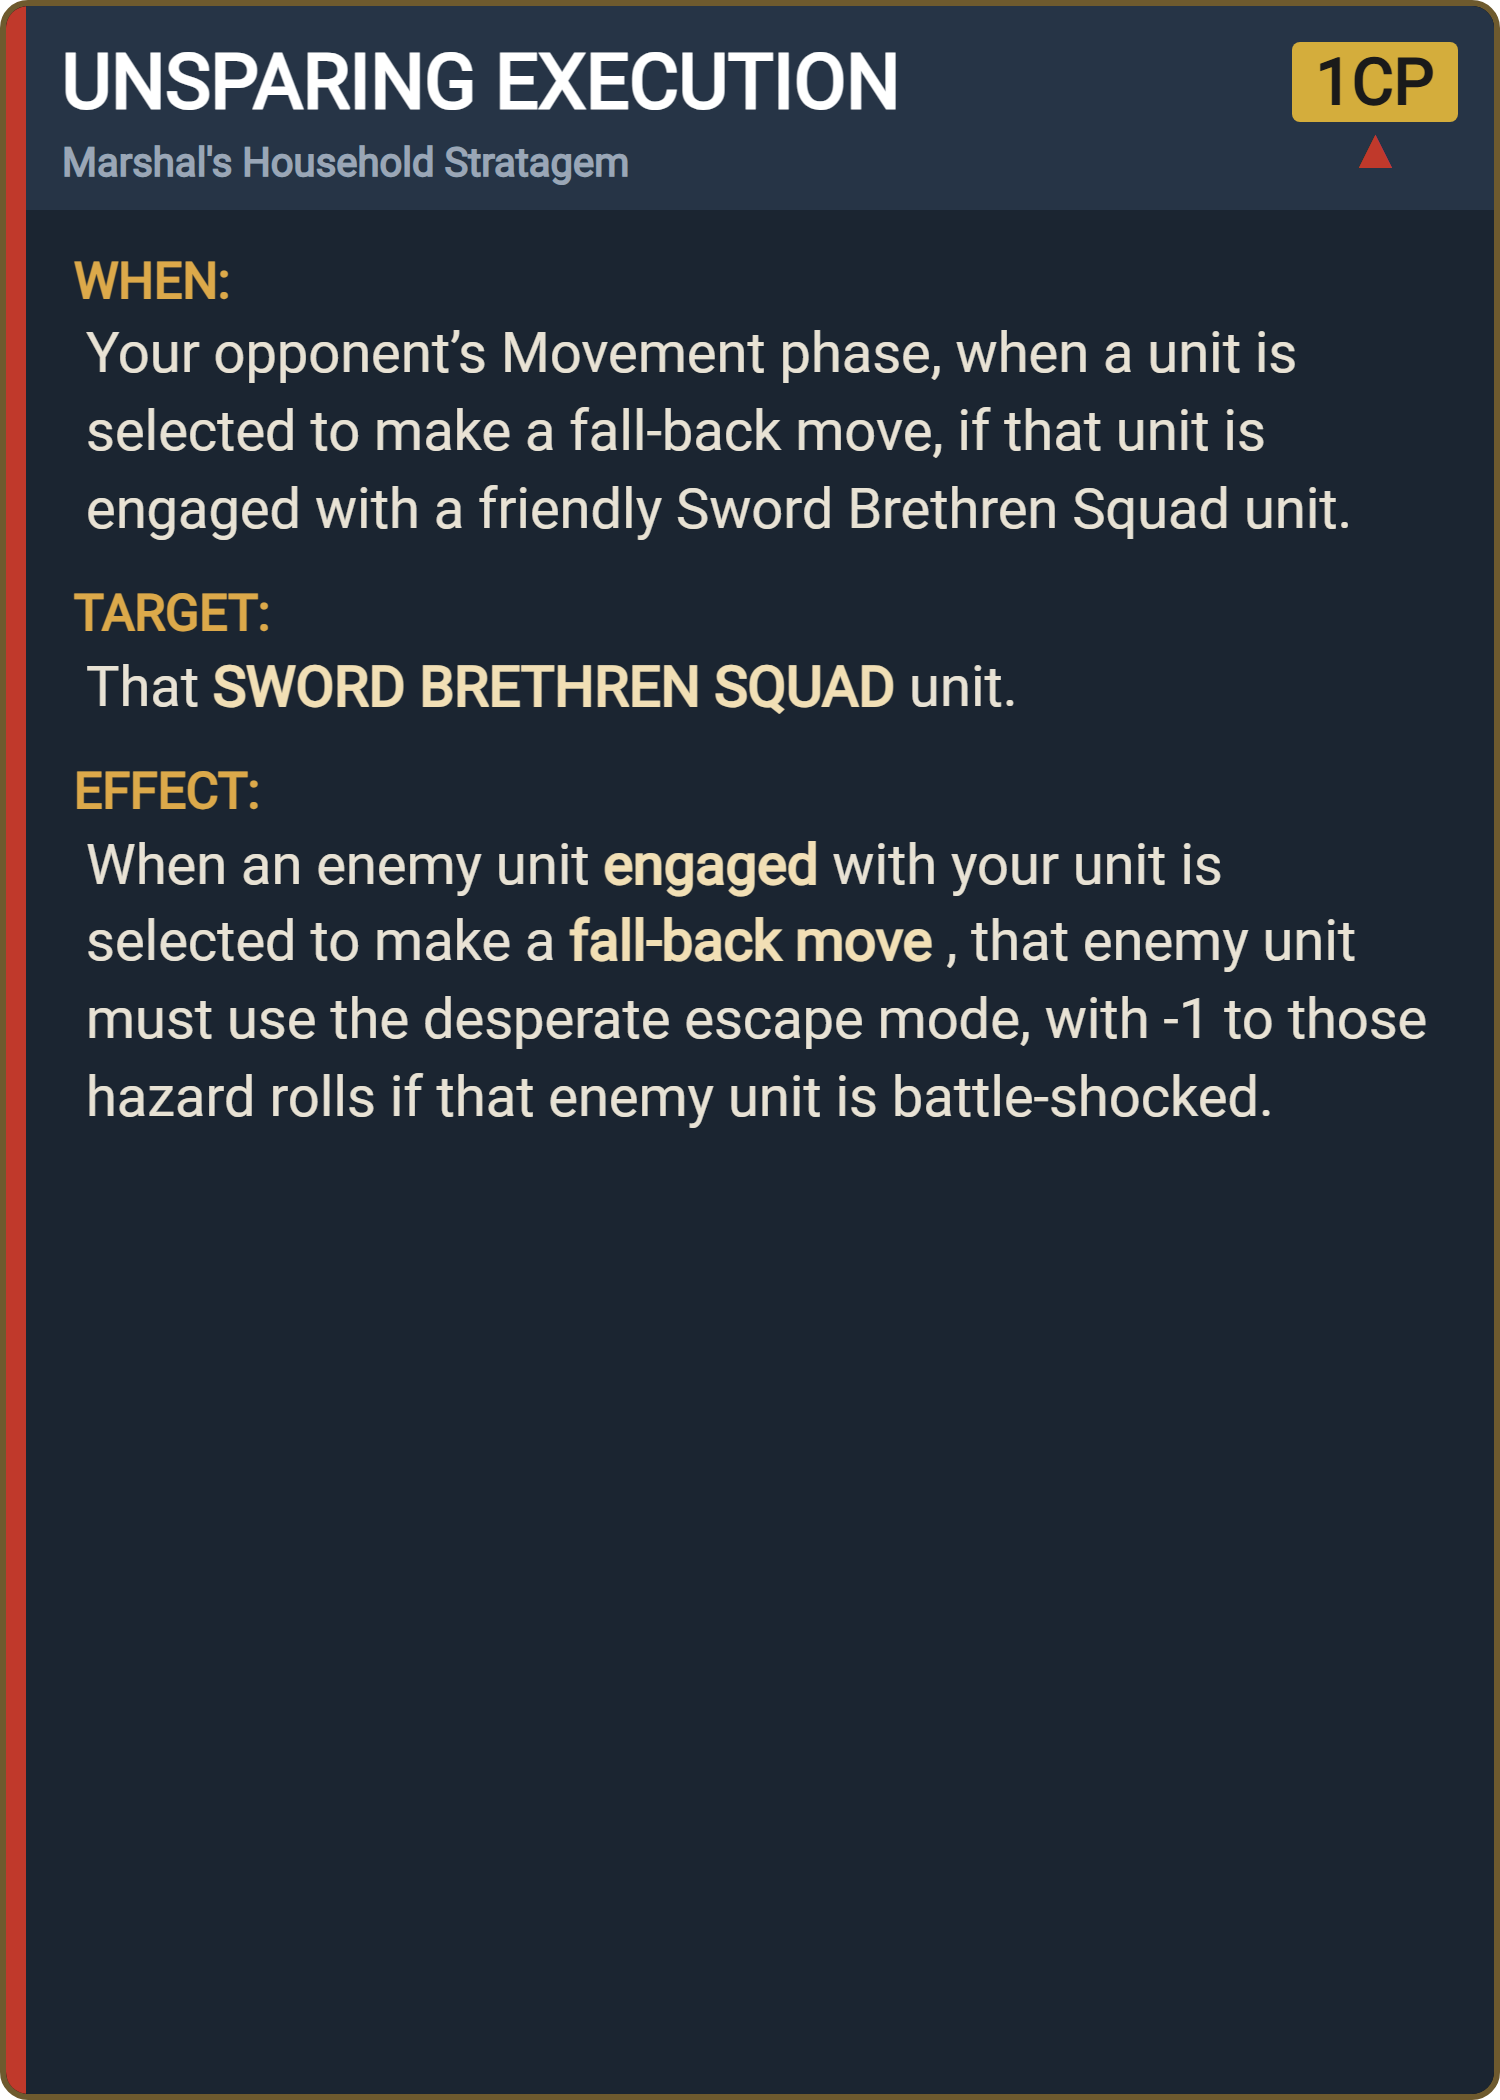 UNSPARING EXECUTION
1CP
Marshal's Household Stratagem
WHEN:
Your opponent’s Movement phase, when a unit is
selected to make a fall-back move, if that unit is
engaged with a friendly Sword Brethren Squad unit.
TARGET:
That SWORD BRETHREN SQUAD unit.
EFFECT:
When an enemy unit engaged with your unit is
selected to make a fall-back move , that enemy unit
must use the desperate escape mode, with -1 to those
hazard rolls if that enemy unit is battle-shocked.